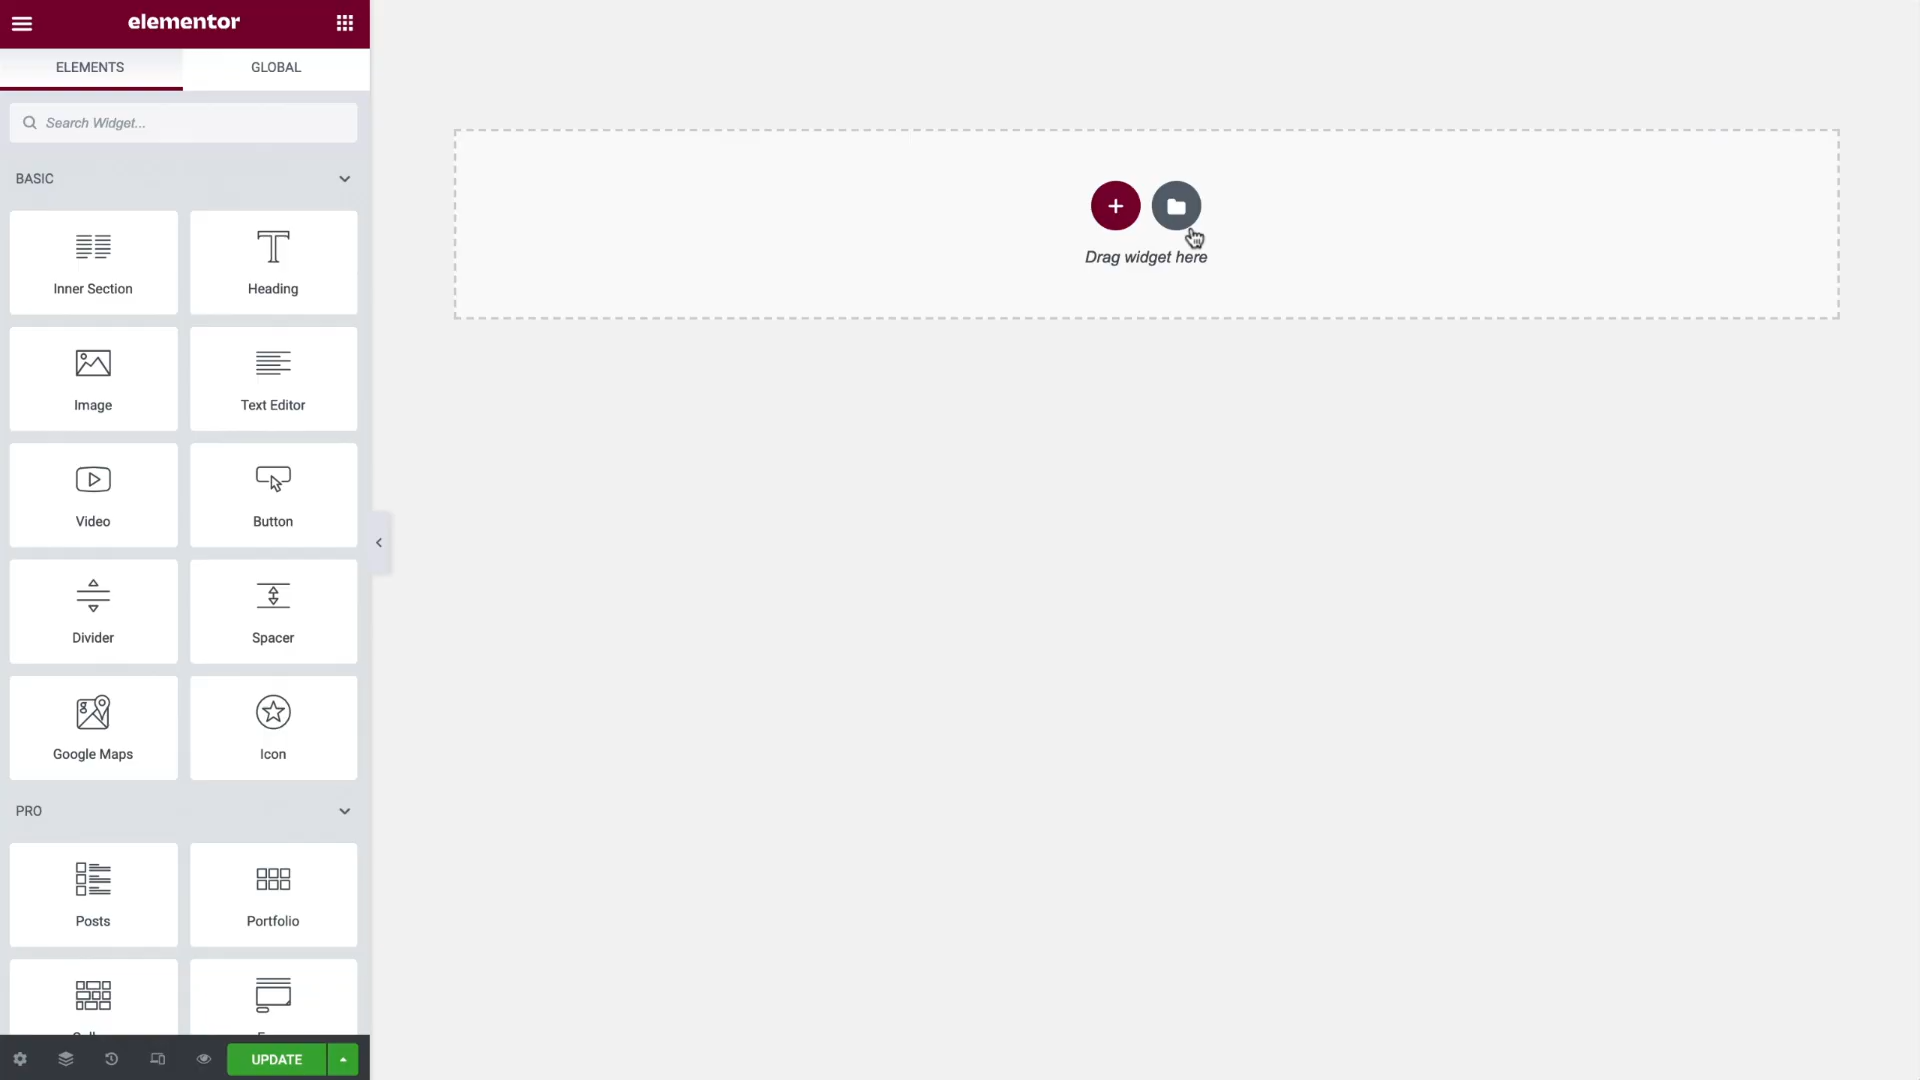 elementor
ELEMENTS
GLOBAL
Search Widget...
BASIC
Inner Section
Heading
Image
Text Editor
Video
Button
Divider
Spacer
Google Maps
Icon
PRO
Posts
Portfolio
UPDATE
Drag widget here